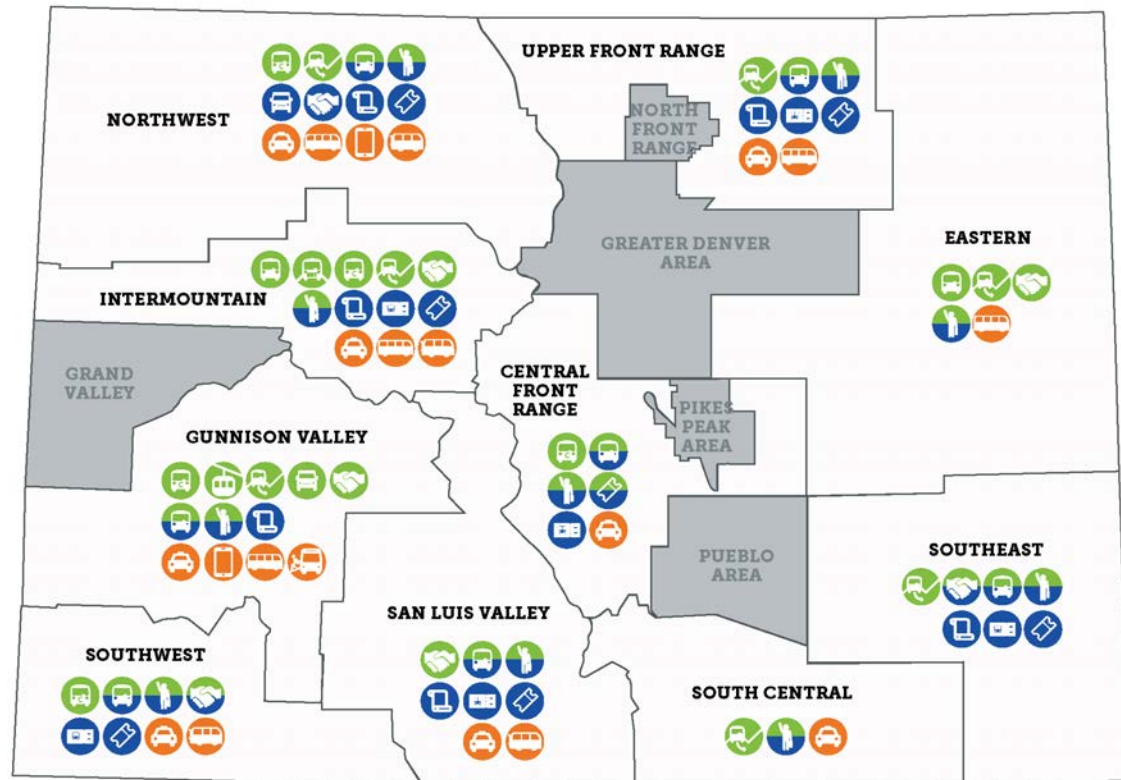 UPPER FRONT RANGE
NORTHWEST
NORTH
FRONT
RANGE
GREATER DENVER
AREA
EASTERN
INTERMOUNTAIN
GRAND
VALLEY
CENTRAL
FRONT
RANGE
PIKES
PEAK
AREA
GUNNISON VALLEY
PUEBLO
AREA
SOUTHEAST
SAN LUIS VALLEY
SOUTHWEST
SOUTH CENTRAL